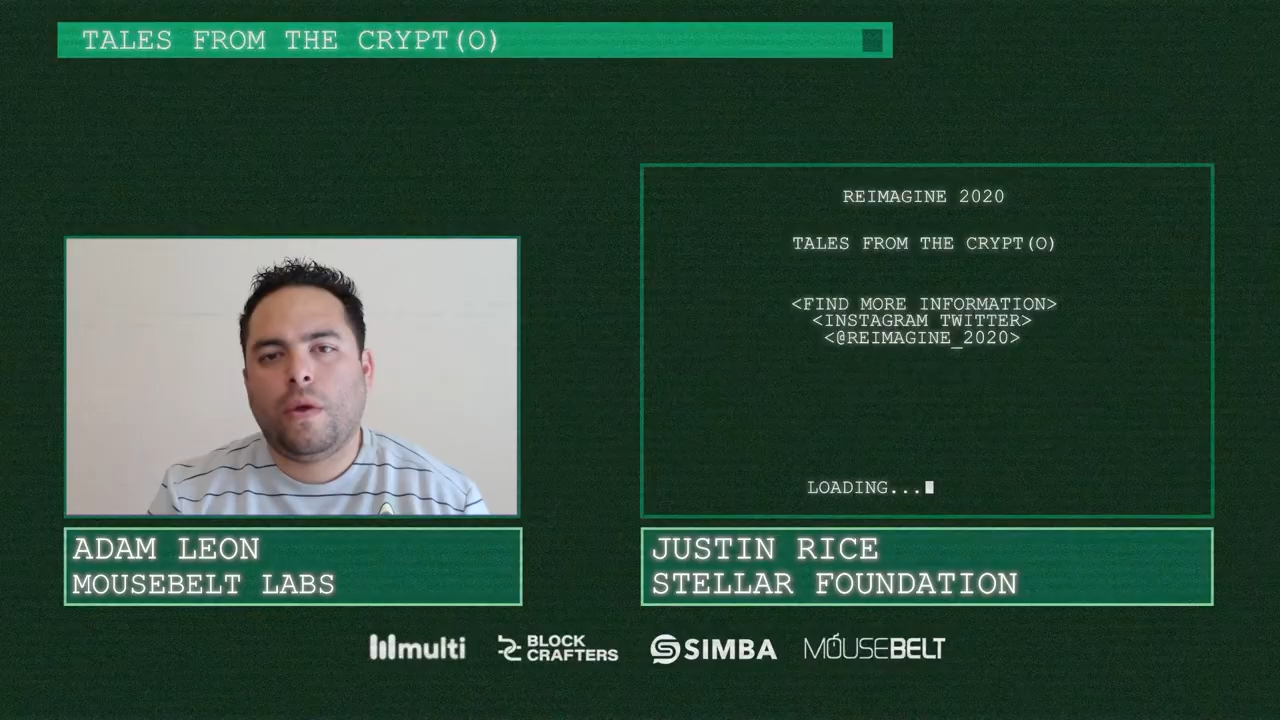 TALES FROM THE CRYPT(O)
REIMAGINE 2020
TALES FROM THE CRYPT(O)
<FIND MORE INFORMATION>
<INSTAGRAM TWITTER>
<@REIMAGINE_2020>
LOADING...
ADAM LEON
MOUSEBELT LABS
JUSTIN RICE
STELLAR FOUNDATION
multi
BLOCK
CRAFTERS
SIMBA
MOUSEBELT